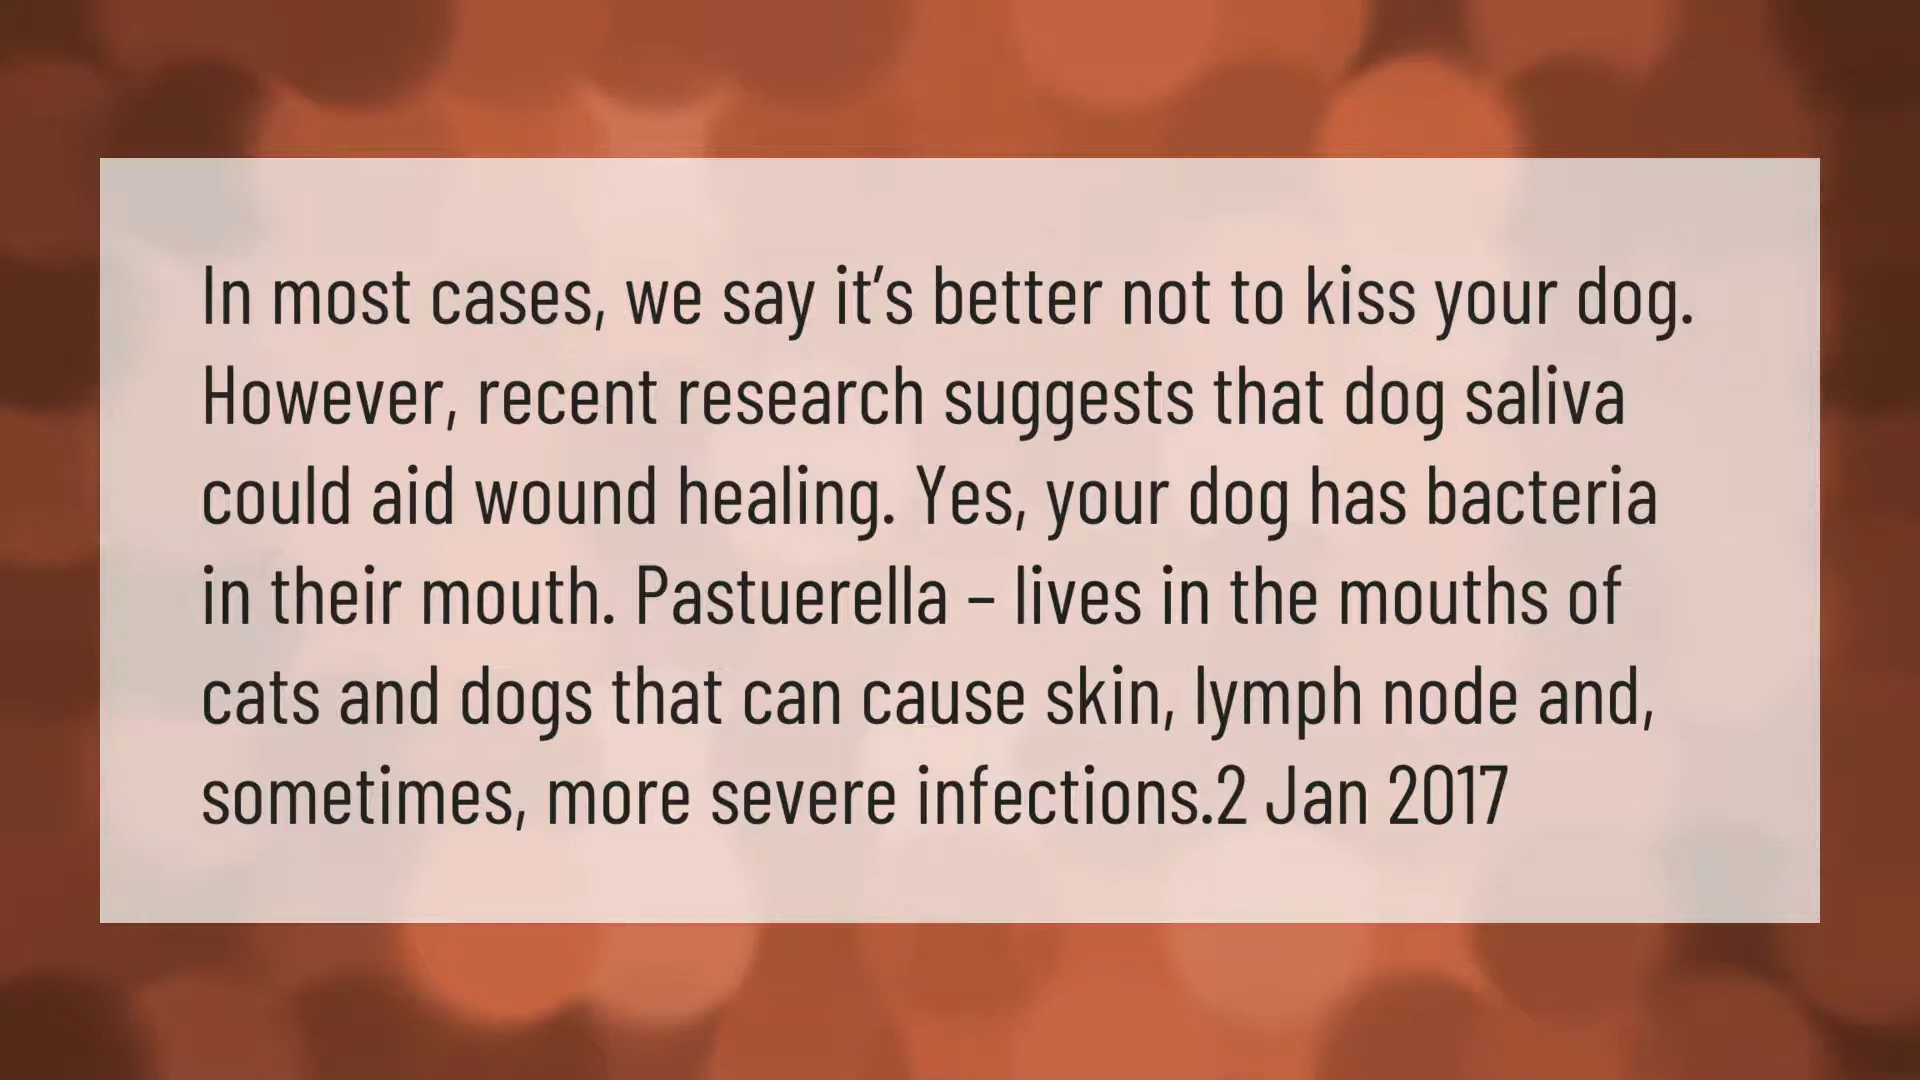 In most cases, we say it’s better not to kiss your dog.
However, recent research suggests that dog saliva
could aid wound healing. Yes, your dog has bacteria
in their mouth. Pastuerella – lives in the mouths of
cats and dogs that can cause skin, lymph node and,
sometimes, more severe infections.2 Jan 2017